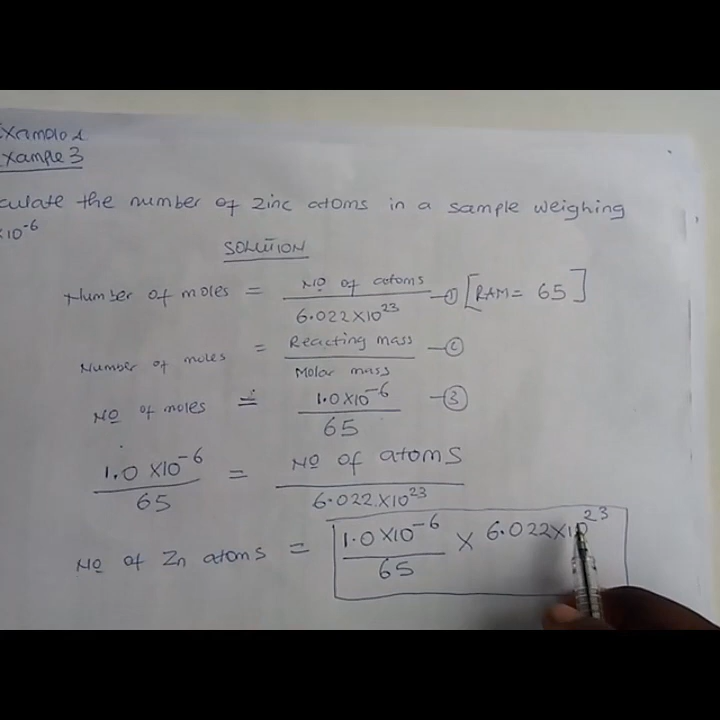 Example 3
culate the number of zinc atoms in a sample weighing
×10⁻⁶
SOLUTION
Number of moles = No of atoms / 6.022×10²³ —① [RAM = 65]
Number of moles = Reacting mass / Molar mass —②
No of moles = 1.0×10⁻⁶ / 65 —③
1.0×10⁻⁶ / 65 = No of atoms / 6.022×10²³
No of Zn atoms = 1.0×10⁻⁶ / 65 × 6.022×10²³